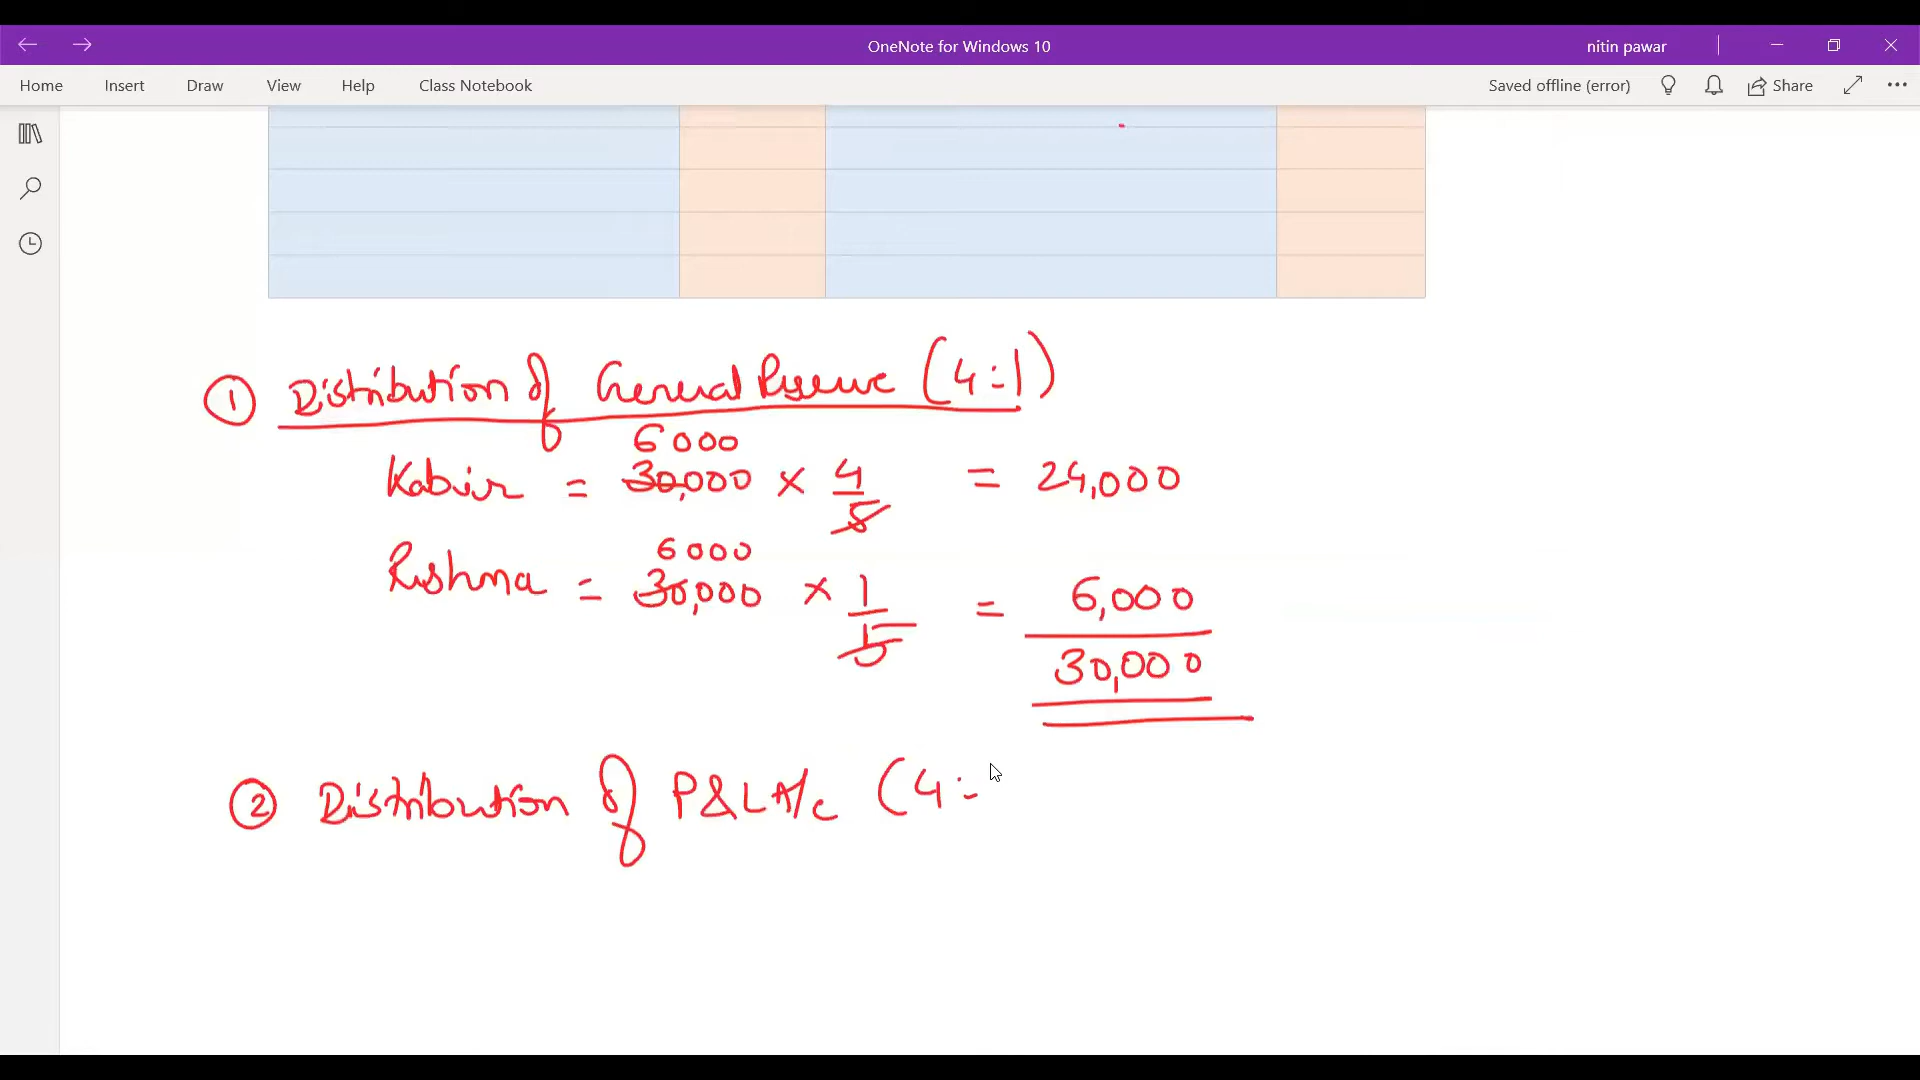 OneNote for Windows 10
nitin pawar
Home Insert Draw View Help Class Notebook
Saved offline (error) Share
① Distribution of General Reserve (4:1)
6000
Kabir = 30,000 × 4/5 = 24,000
6000
Reshma = 30,000 × 1/5 = 6,000
30,000
② Distribution of P&L A/c (4: